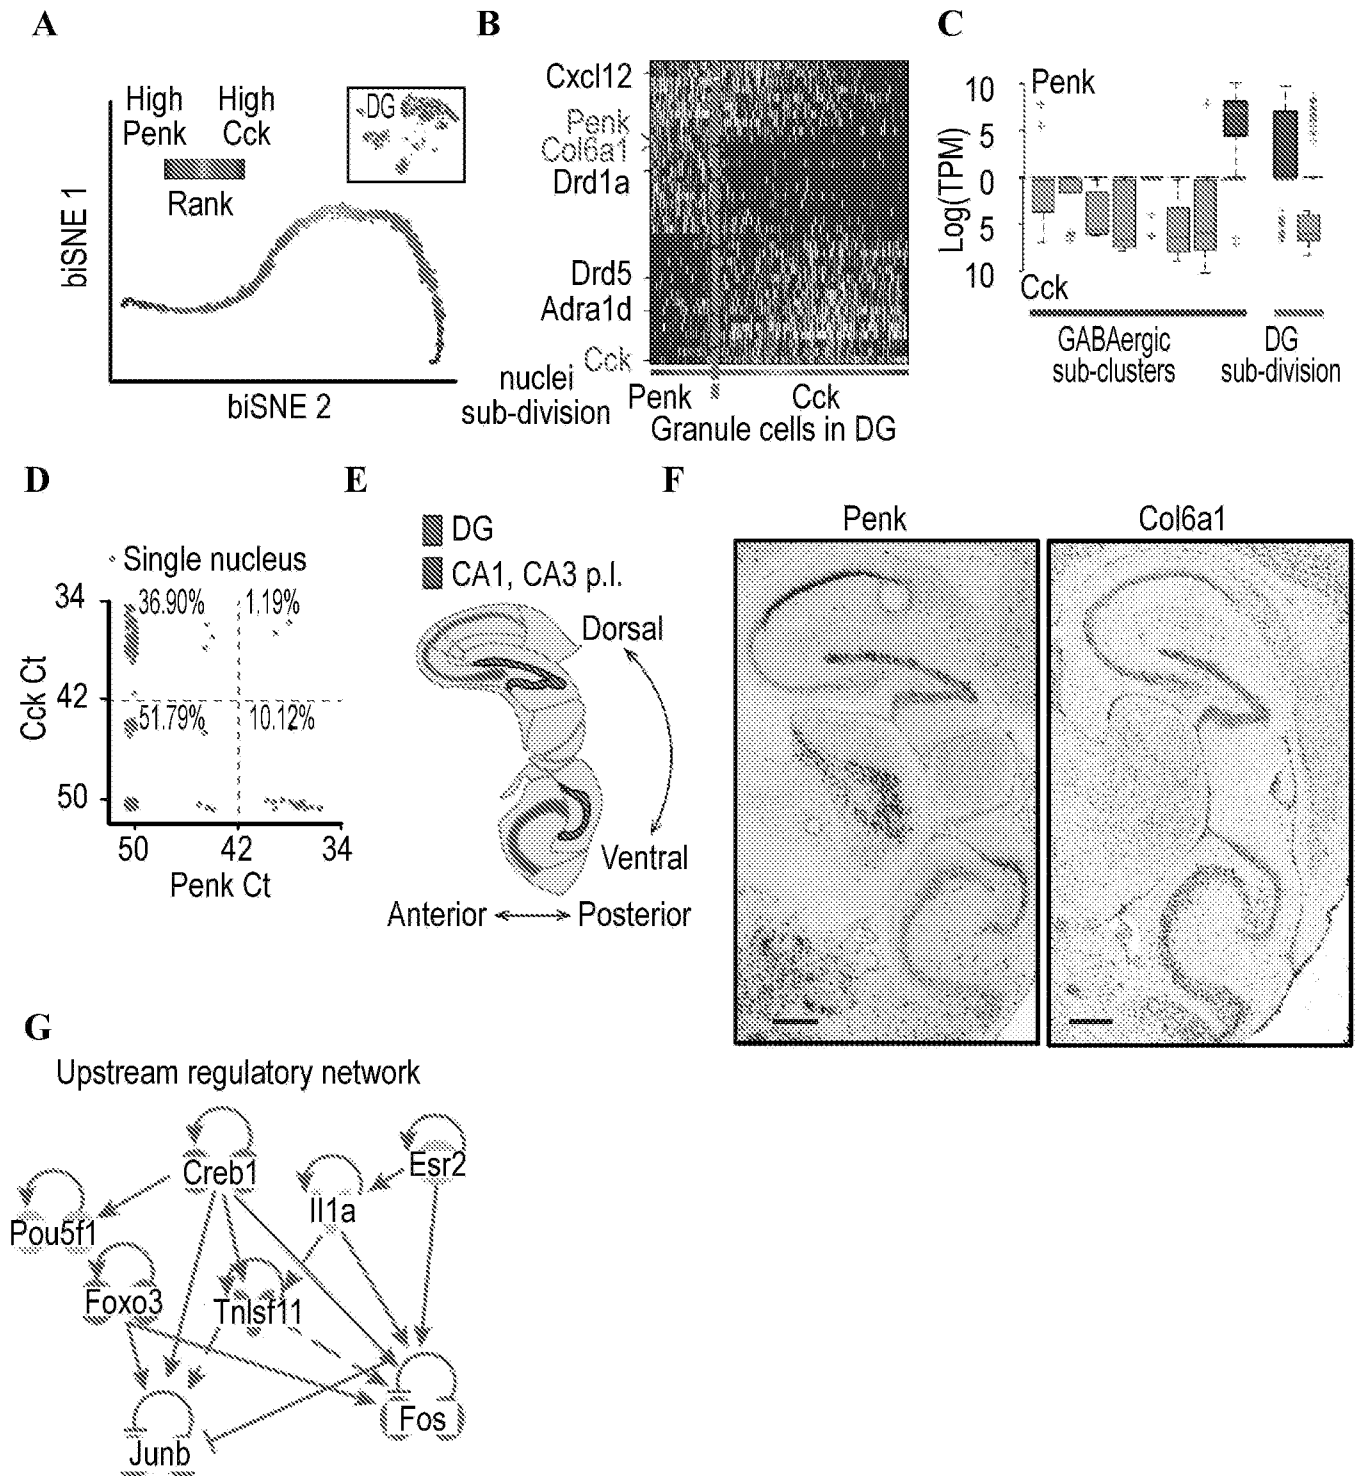 A
High
Penk
High
Cck
Rank
DG
biSNE 1
biSNE 2
B
Cxcl12
Penk
Col6a1
Drd1a
Drd5
Adra1d
Cck
nuclei
sub-division
Penk
Cck
Granule cells in DG
C
Log(TPM)
10
5
0
5
10
Penk
Cck
GABAergic
sub-clusters
DG
sub-division
D
Single nucleus
34
36.90%
1.19%
Cck Ct
42
51.79%
10.12%
50
50
42
34
Penk Ct
E
DG
CA1, CA3 p.l.
Dorsal
Ventral
Anterior
Posterior
F
Penk
Col6a1
G
Upstream regulatory network
Creb1
Esr2
Il1a
Pou5f1
Foxo3
Tnlsf11
Fos
Junb